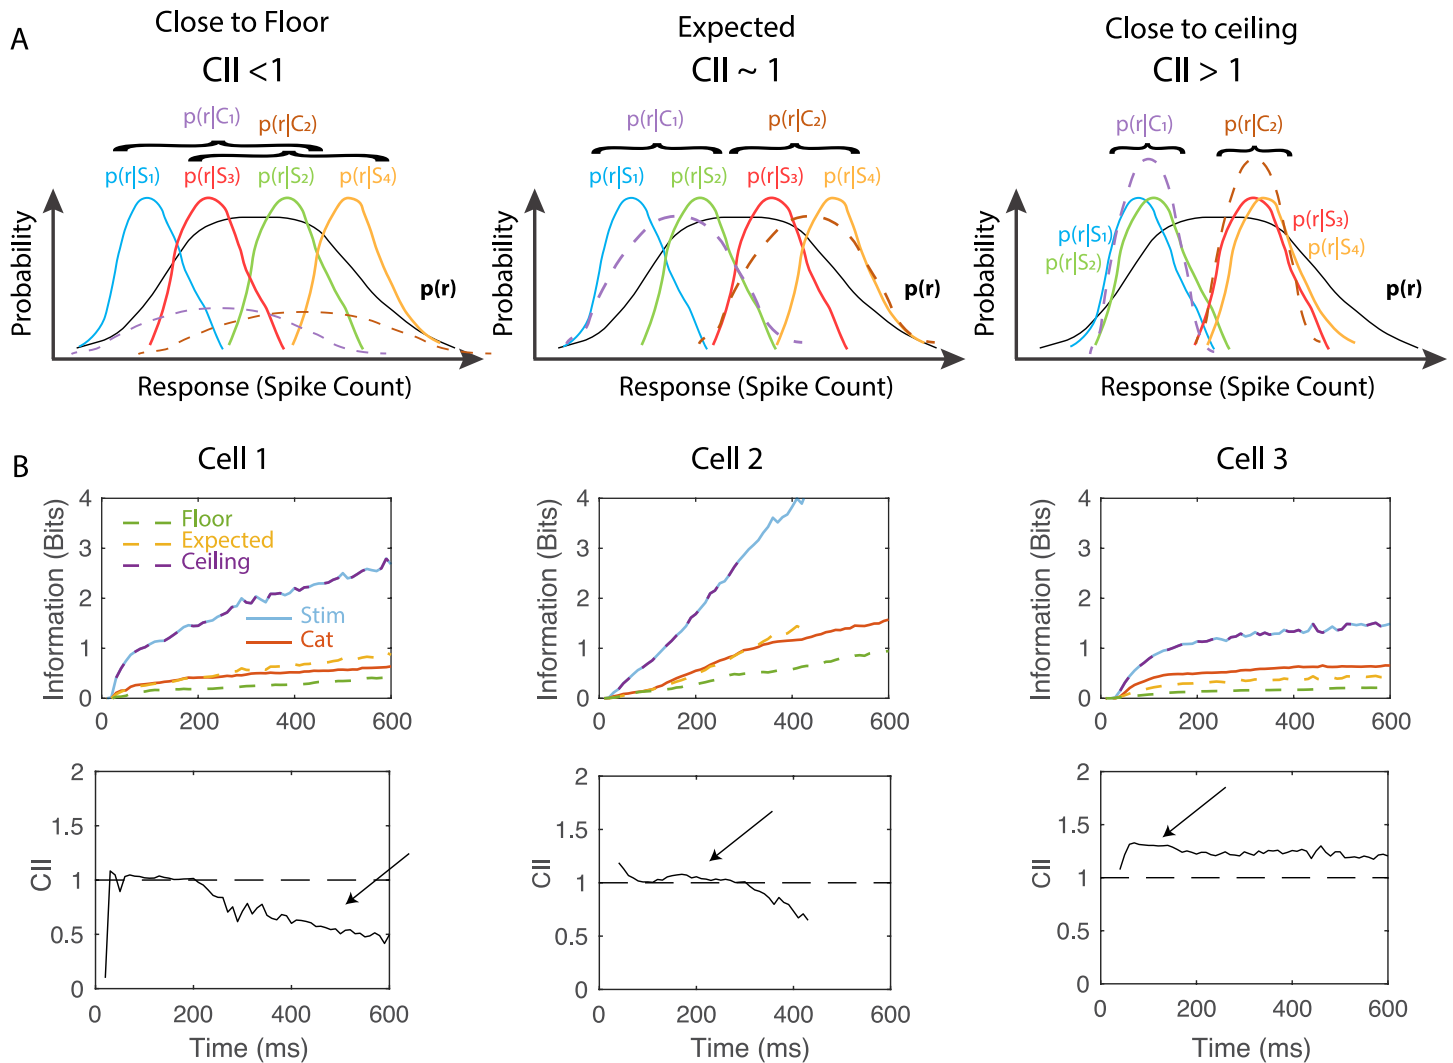 A
Close to Floor
CII <1
Expected
CII ~ 1
Close to ceiling
CII > 1
p(r|C₁)
p(r|C₂)
p(r|S₁)
p(r|S₃)
p(r|S₂)
p(r|S₄)
p(r)
Probability
Response (Spike Count)
p(r|C₁)
p(r|C₂)
p(r|S₁)
p(r|S₂)
p(r|S₃)
p(r|S₄)
p(r)
Probability
Response (Spike Count)
p(r|C₁)
p(r|C₂)
p(r|S₁)
p(r|S₂)
p(r|S₃)
p(r|S₄)
p(r)
Probability
Response (Spike Count)
B
Cell 1
Cell 2
Cell 3
Information (Bits)
4
3
2
1
0
Floor
Expected
Ceiling
Stim
Cat
0 200 400 600
Information (Bits)
4
3
2
1
0
0 200 400 600
Information (Bits)
4
3
2
1
0
0 200 400 600
CII
2
1.5
1
0.5
0
0 200 400 600
Time (ms)
CII
2
1.5
1
0.5
0
0 200 400 600
Time (ms)
CII
2
1.5
1
0.5
0
0 200 400 600
Time (ms)